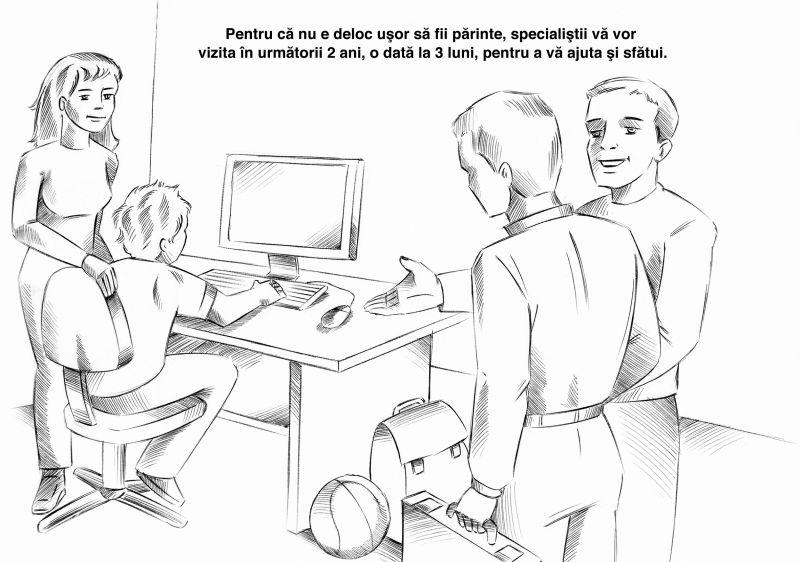 Pentru că nu e deloc uşor să fii părinte, specialiştii vă vor
vizita în următorii 2 ani, o dată la 3 luni, pentru a vă ajuta şi sfătui.